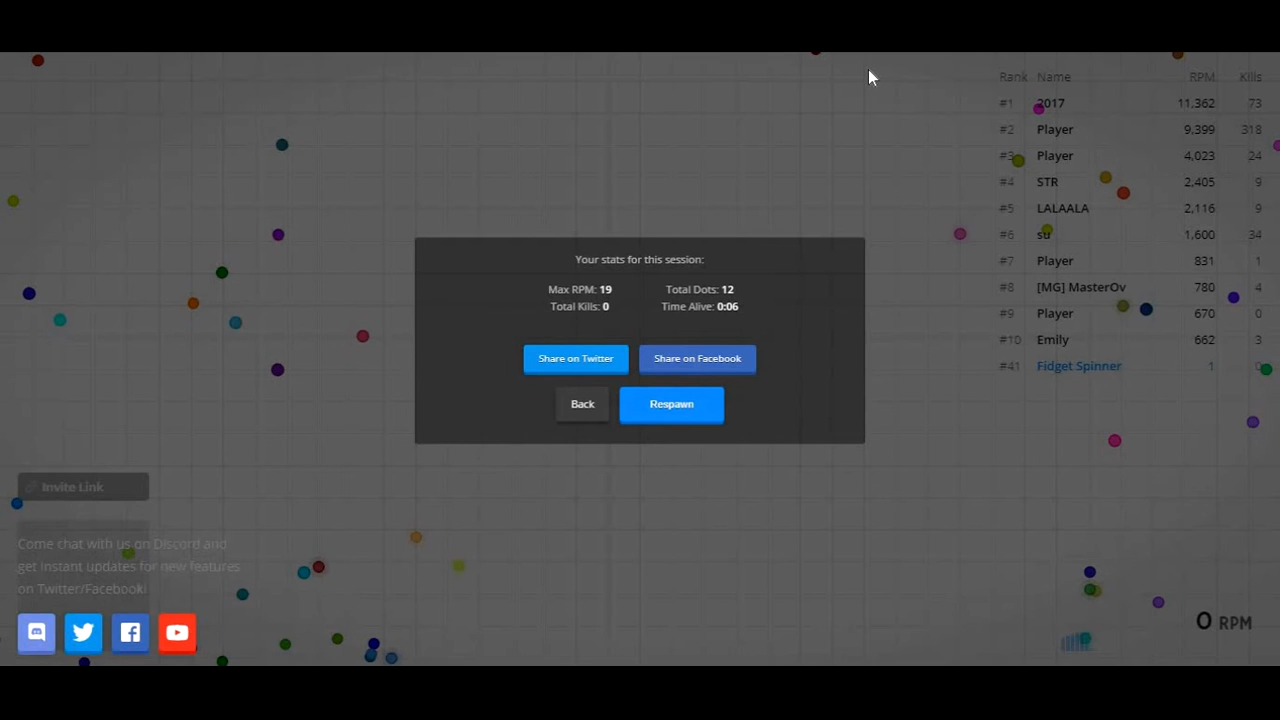 Rank Name RPM Kills
#1 2017 11,362 73
#2 Player 9,399 318
#3 Player 4,023 24
#4 STR 2,405 9
#5 LALAALA 2,116 9
#6 su 1,600 34
#7 Player 831 1
#8 [MG] MasterOv 780 4
#9 Player 670 0
#10 Emily 662 3
#41 Fidget Spinner 1 0
Your stats for this session:
Max RPM: 19 Total Dots: 12
Total Kills: 0 Time Alive: 0:06
Share on Twitter Share on Facebook
Back Respawn
Invite Link
Come chat with us on Discord and
get instant updates for new features
on Twitter/Facebook!
0 RPM